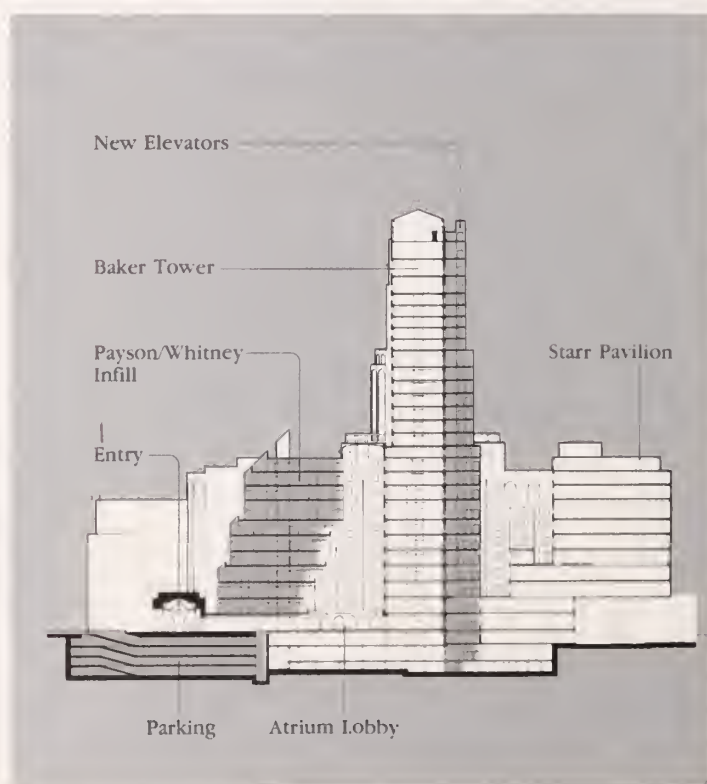 New Elevators
Baker Tower
Payson/Whitney
Infill
Starr Pavilion
Entry
Parking
Atrium Lobby